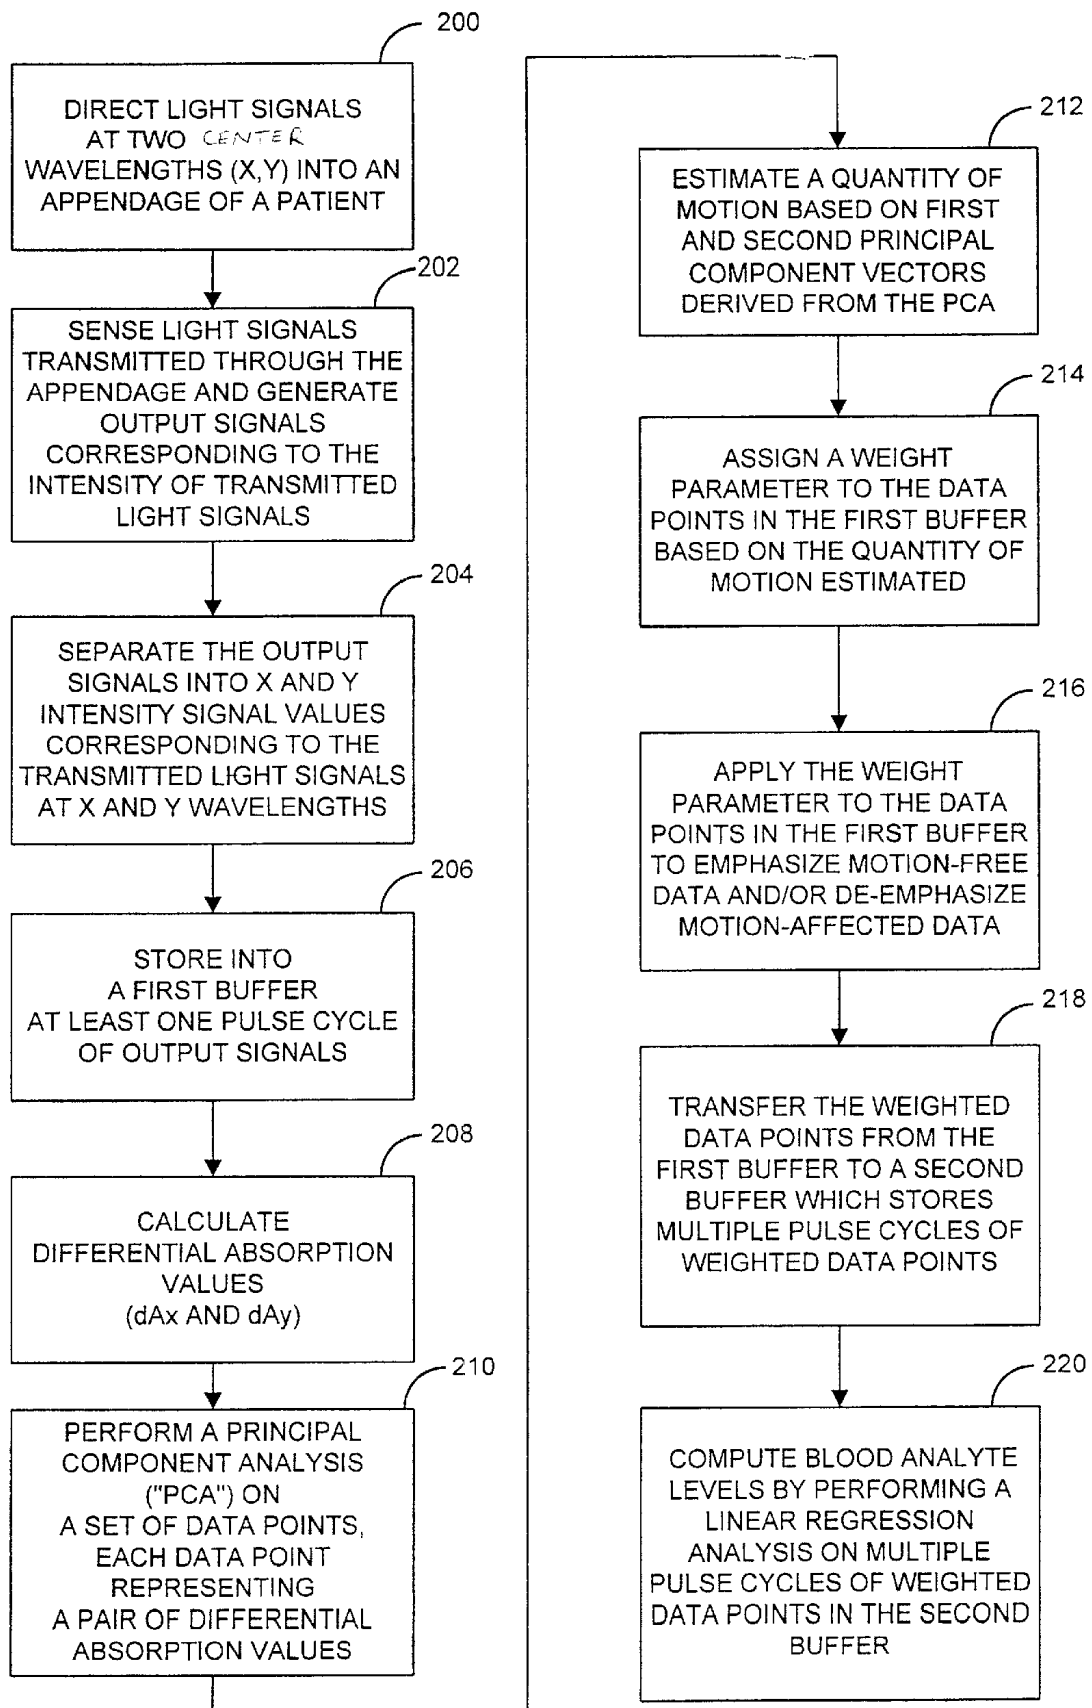 200
DIRECT LIGHT SIGNALS
AT TWO CENTER
WAVELENGTHS (X,Y) INTO AN
APPENDAGE OF A PATIENT
202
SENSE LIGHT SIGNALS
TRANSMITTED THROUGH THE
APPENDAGE AND GENERATE
OUTPUT SIGNALS
CORRESPONDING TO THE
INTENSITY OF TRANSMITTED
LIGHT SIGNALS
204
SEPARATE THE OUTPUT
SIGNALS INTO X AND Y
INTENSITY SIGNAL VALUES
CORRESPONDING TO THE
TRANSMITTED LIGHT SIGNALS
AT X AND Y WAVELENGTHS
206
STORE INTO
A FIRST BUFFER
AT LEAST ONE PULSE CYCLE
OF OUTPUT SIGNALS
208
CALCULATE
DIFFERENTIAL ABSORPTION
VALUES
(dAx AND dAy)
210
PERFORM A PRINCIPAL
COMPONENT ANALYSIS
("PCA") ON
A SET OF DATA POINTS,
EACH DATA POINT
REPRESENTING
A PAIR OF DIFFERENTIAL
ABSORPTION VALUES
212
ESTIMATE A QUANTITY OF
MOTION BASED ON FIRST
AND SECOND PRINCIPAL
COMPONENT VECTORS
DERIVED FROM THE PCA
214
ASSIGN A WEIGHT
PARAMETER TO THE DATA
POINTS IN THE FIRST BUFFER
BASED ON THE QUANTITY OF
MOTION ESTIMATED
216
APPLY THE WEIGHT
PARAMETER TO THE DATA
POINTS IN THE FIRST BUFFER
TO EMPHASIZE MOTION-FREE
DATA AND/OR DE-EMPHASIZE
MOTION-AFFECTED DATA
218
TRANSFER THE WEIGHTED
DATA POINTS FROM THE
FIRST BUFFER TO A SECOND
BUFFER WHICH STORES
MULTIPLE PULSE CYCLES OF
WEIGHTED DATA POINTS
220
COMPUTE BLOOD ANALYTE
LEVELS BY PERFORMING A
LINEAR REGRESSION
ANALYSIS ON MULTIPLE
PULSE CYCLES OF WEIGHTED
DATA POINTS IN THE SECOND
BUFFER